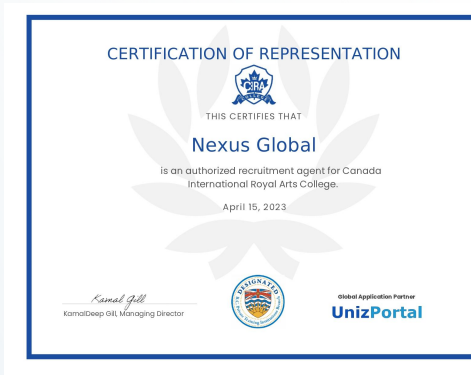 CERTIFICATION OF REPRESENTATION
CIRA
COLLEGE
THIS CERTIFIES THAT
Nexus Global
is an authorized recruitment agent for Canada
International Royal Arts College.
April 15, 2023
DESIGNATED
Kamal Gill
KamalDeep Gill, Managing Director
Global Application Partner
UnizPortal